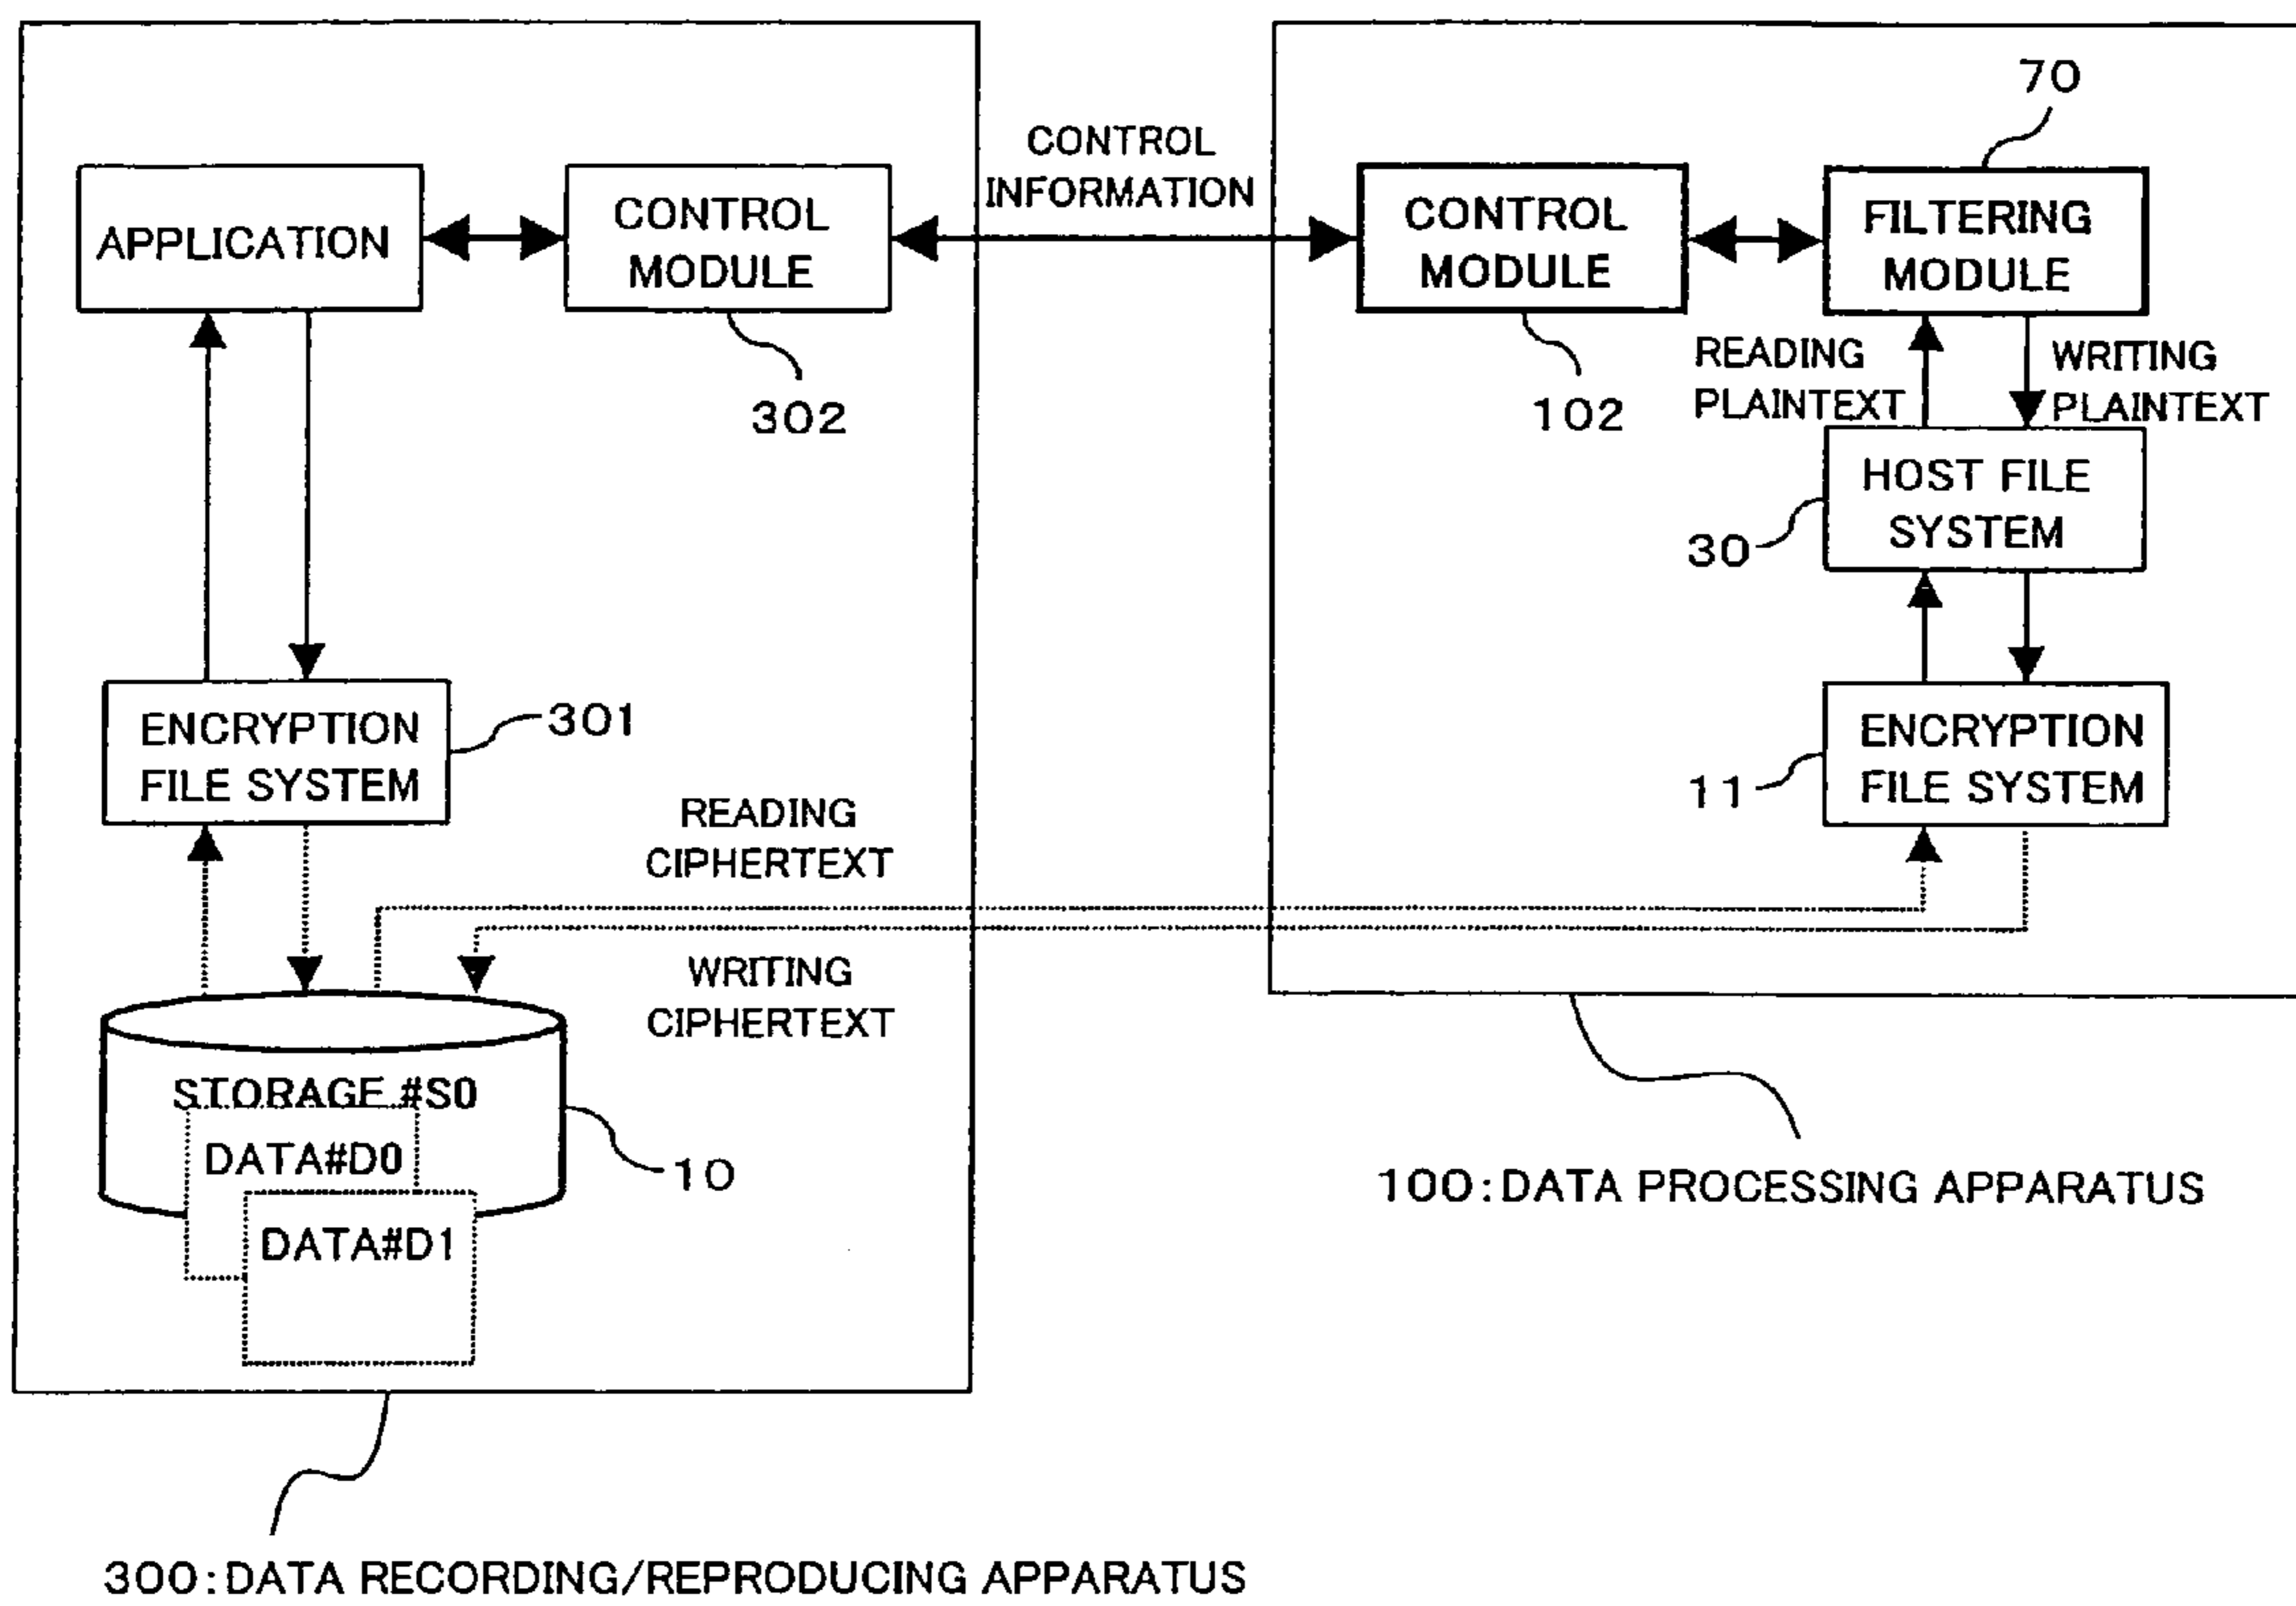 70
CONTROL
INFORMATION
APPLICATION
CONTROL
MODULE
302
CONTROL
MODULE
102
FILTERING
MODULE
READING
PLAINTEXT
WRITING
PLAINTEXT
HOST FILE
SYSTEM
30
ENCRYPTION
FILE SYSTEM
301
ENCRYPTION
FILE SYSTEM
11
READING
CIPHERTEXT
WRITING
CIPHERTEXT
STORAGE #S0
DATA#D0
DATA#D1
10
100:DATA PROCESSING APPARATUS
300:DATA RECORDING/REPRODUCING APPARATUS